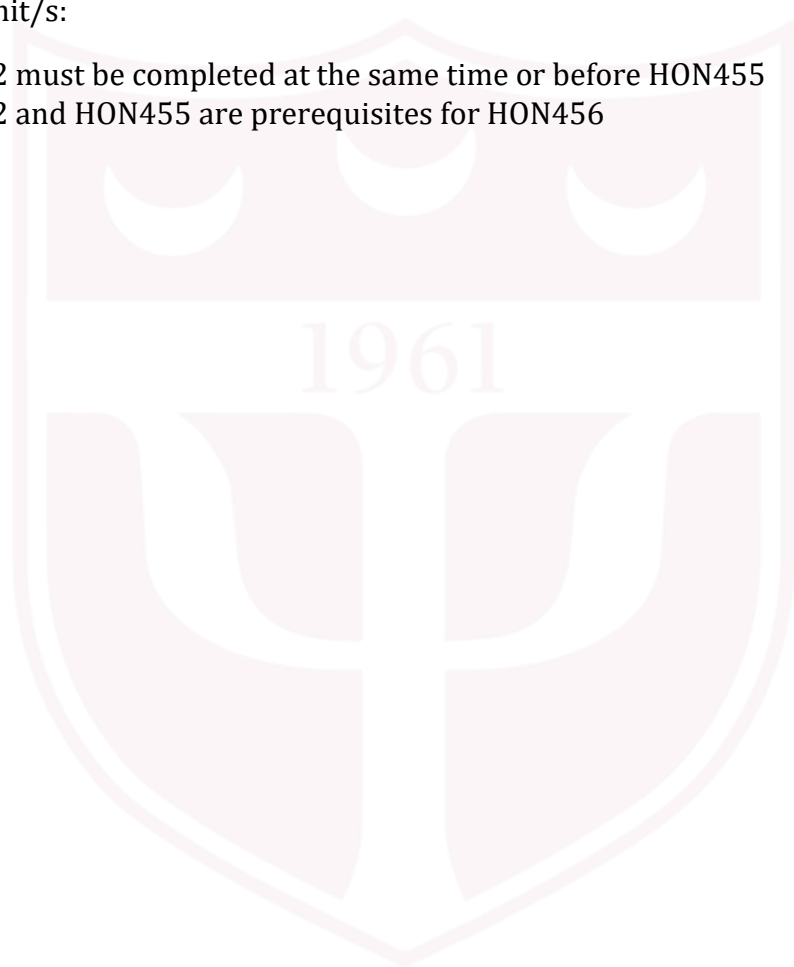 nit/s:
2 must be completed at the same time or before HON455
2 and HON455 are prerequisites for HON456
1961